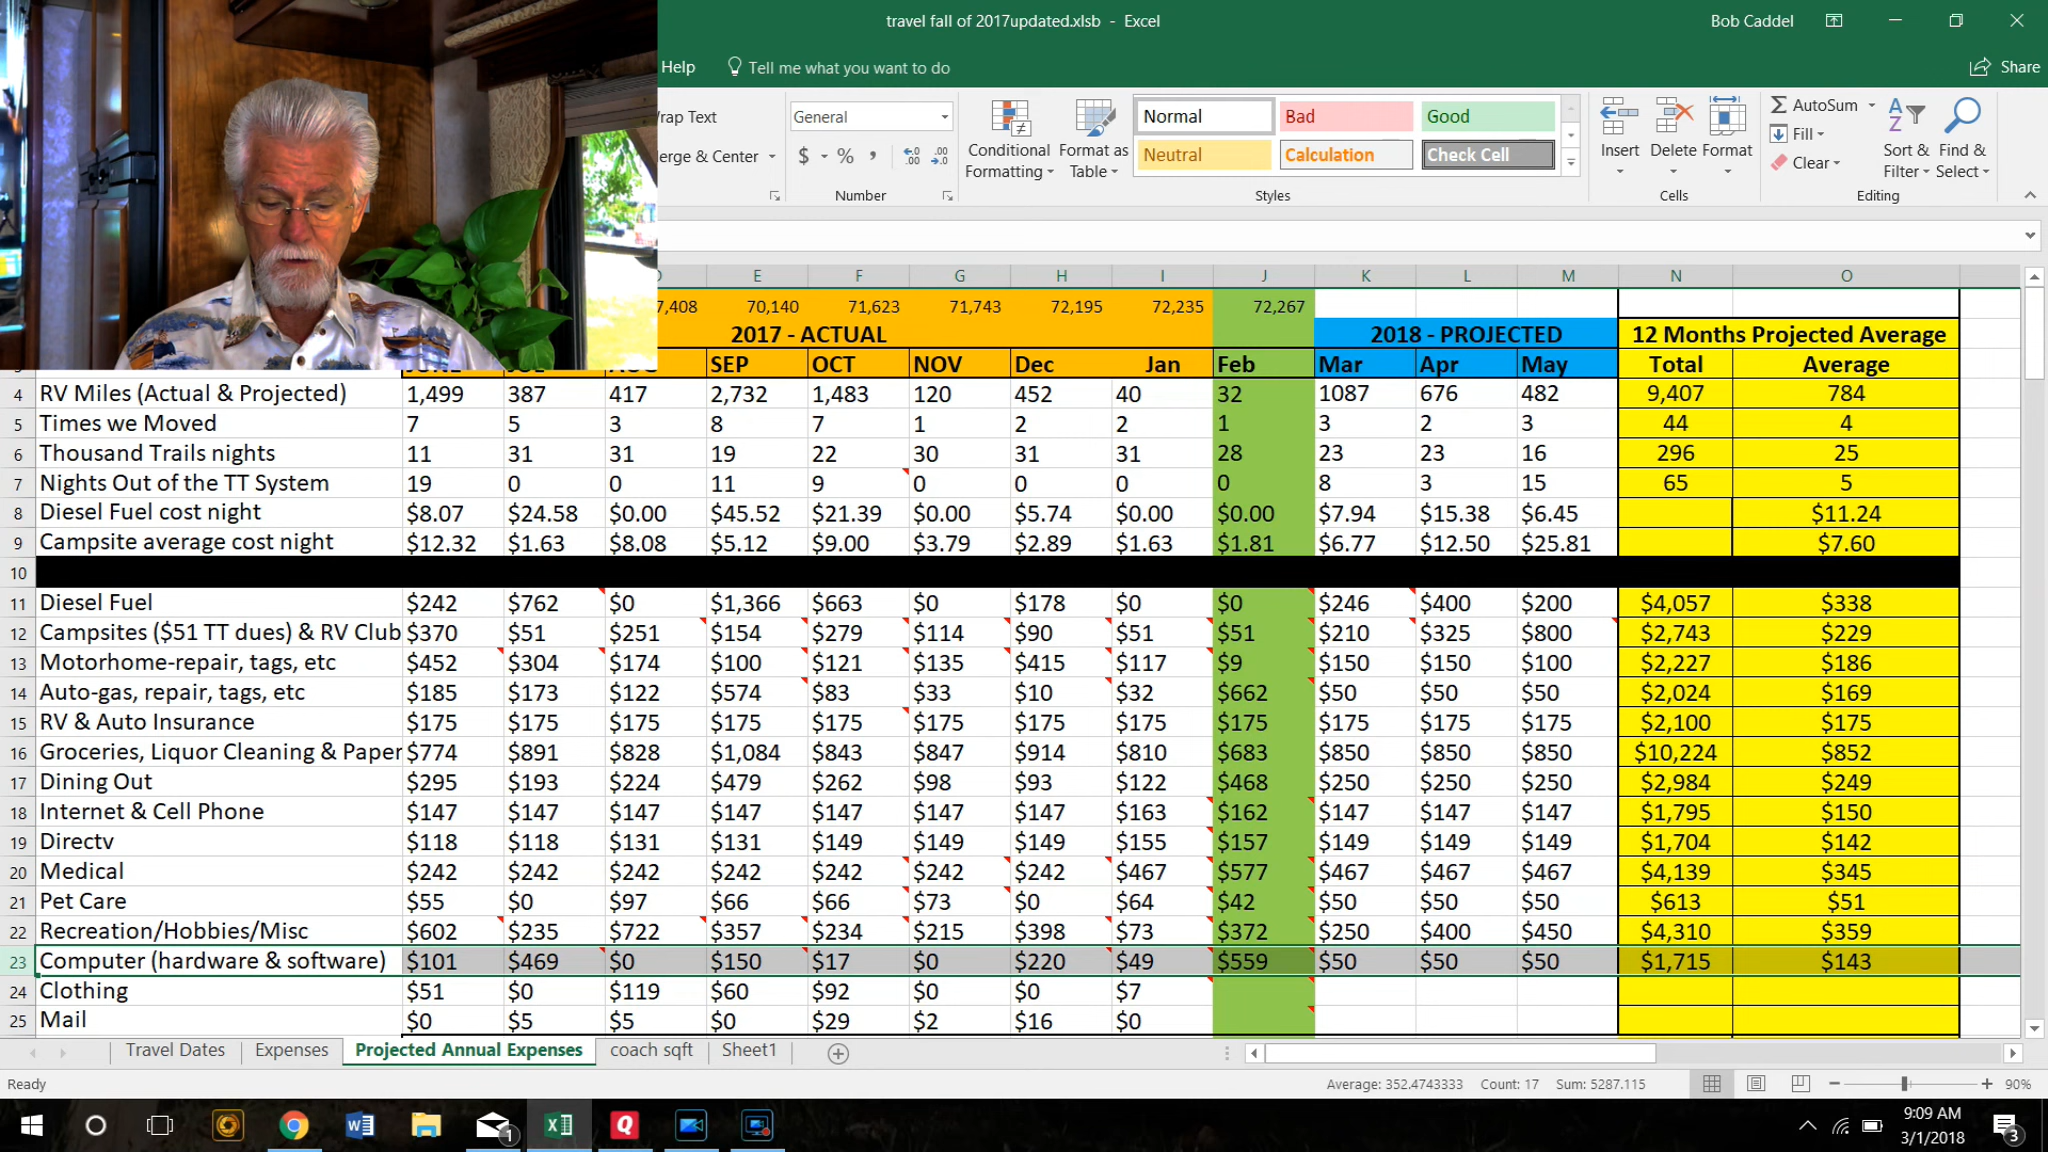 travel fall of 2017updated.xlsb - Excel
Bob Caddel
Help
Tell me what you want to do
Share
rap Text
General
Conditional Formatting
Format as Table
Normal Bad Good
Neutral Calculation Check Cell
Insert Delete Format
AutoSum
Fill
Clear
Sort & Filter
Find & Select
erge & Center
$ % ,
Number
Styles
Cells
Editing
E F G H I J K L M N O
7,408 70,140 71,623 71,743 72,195 72,235 72,267
2017 - ACTUAL 2018 - PROJECTED 12 Months Projected Average
SEP OCT NOV Dec Jan Feb Mar Apr May Total Average
4 RV Miles (Actual & Projected) 1,499 387 417 2,732 1,483 120 452 40 32 1087 676 482 9,407 784
5 Times we Moved 7 5 3 8 7 1 2 2 1 3 2 3 44 4
6 Thousand Trails nights 11 31 31 19 22 30 31 31 28 23 23 16 296 25
7 Nights Out of the TT System 19 0 0 11 9 0 0 0 0 8 3 15 65 5
8 Diesel Fuel cost night $8.07 $24.58 $0.00 $45.52 $21.39 $0.00 $5.74 $0.00 $0.00 $7.94 $15.38 $6.45 $11.24
9 Campsite average cost night $12.32 $1.63 $8.08 $5.12 $9.00 $3.79 $2.89 $1.63 $1.81 $6.77 $12.50 $25.81 $7.60
10
11 Diesel Fuel $242 $762 $0 $1,366 $663 $0 $178 $0 $0 $246 $400 $200 $4,057 $338
12 Campsites ($51 TT dues) & RV Club $370 $51 $251 $154 $279 $114 $90 $51 $51 $210 $325 $800 $2,743 $229
13 Motorhome-repair, tags, etc $452 $304 $174 $100 $121 $135 $415 $117 $9 $150 $150 $100 $2,227 $186
14 Auto-gas, repair, tags, etc $185 $173 $122 $574 $83 $33 $10 $32 $662 $50 $50 $50 $2,024 $169
15 RV & Auto Insurance $175 $175 $175 $175 $175 $175 $175 $175 $175 $175 $175 $175 $2,100 $175
16 Groceries, Liquor Cleaning & Paper $774 $891 $828 $1,084 $843 $847 $914 $810 $683 $850 $850 $850 $10,224 $852
17 Dining Out $295 $193 $224 $479 $262 $98 $93 $122 $468 $250 $250 $250 $2,984 $249
18 Internet & Cell Phone $147 $147 $147 $147 $147 $147 $147 $163 $162 $147 $147 $147 $1,795 $150
19 Directv $118 $118 $131 $131 $149 $149 $149 $155 $157 $149 $149 $149 $1,704 $142
20 Medical $242 $242 $242 $242 $242 $242 $242 $467 $577 $467 $467 $467 $4,139 $345
21 Pet Care $55 $0 $97 $66 $66 $73 $0 $64 $42 $50 $50 $50 $613 $51
22 Recreation/Hobbies/Misc $602 $235 $722 $357 $234 $215 $398 $73 $372 $250 $400 $450 $4,310 $359
23 Computer (hardware & software) $101 $469 $0 $150 $17 $0 $220 $49 $559 $50 $50 $50 $1,715 $143
24 Clothing $51 $0 $119 $60 $92 $0 $0 $7
25 Mail $0 $5 $5 $0 $29 $2 $16 $0
Travel Dates Expenses Projected Annual Expenses coach sqft Sheet1
Ready
Average: 352.4743333 Count: 17 Sum: 5287.115
90%
1
9:09 AM
3/1/2018
3